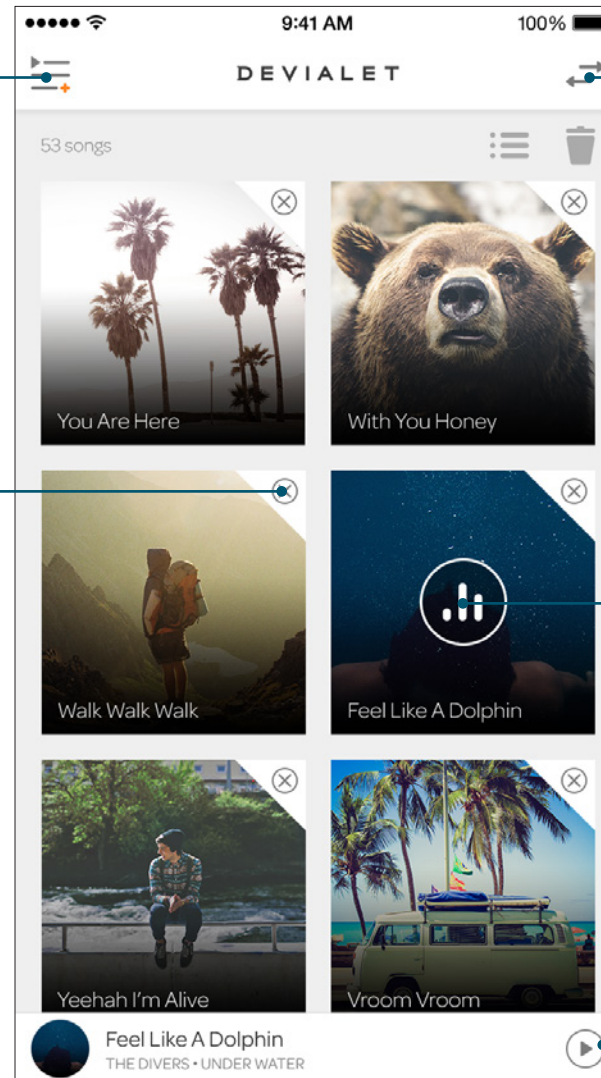 9:41 AM
100%
DEVIALET
53 songs
You Are Here
With You Honey
Walk Walk Walk
Feel Like A Dolphin
Yeehah I'm Alive
Vroom Vroom
Feel Like A Dolphin
THE DIVERS • UNDER WATER